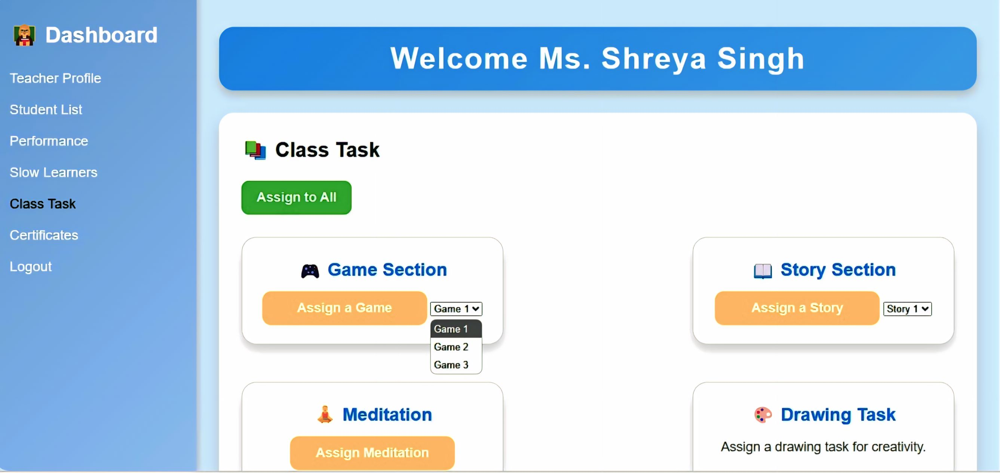 Dashboard
Teacher Profile
Student List
Performance
Slow Learners
Class Task
Certificates
Logout
Welcome Ms. Shreya Singh
Class Task
Assign to All
Game Section
Assign a Game
Game 1
Game 1
Game 2
Game 3
Story Section
Assign a Story
Story 1
Meditation
Assign Meditation
Drawing Task
Assign a drawing task for creativity.